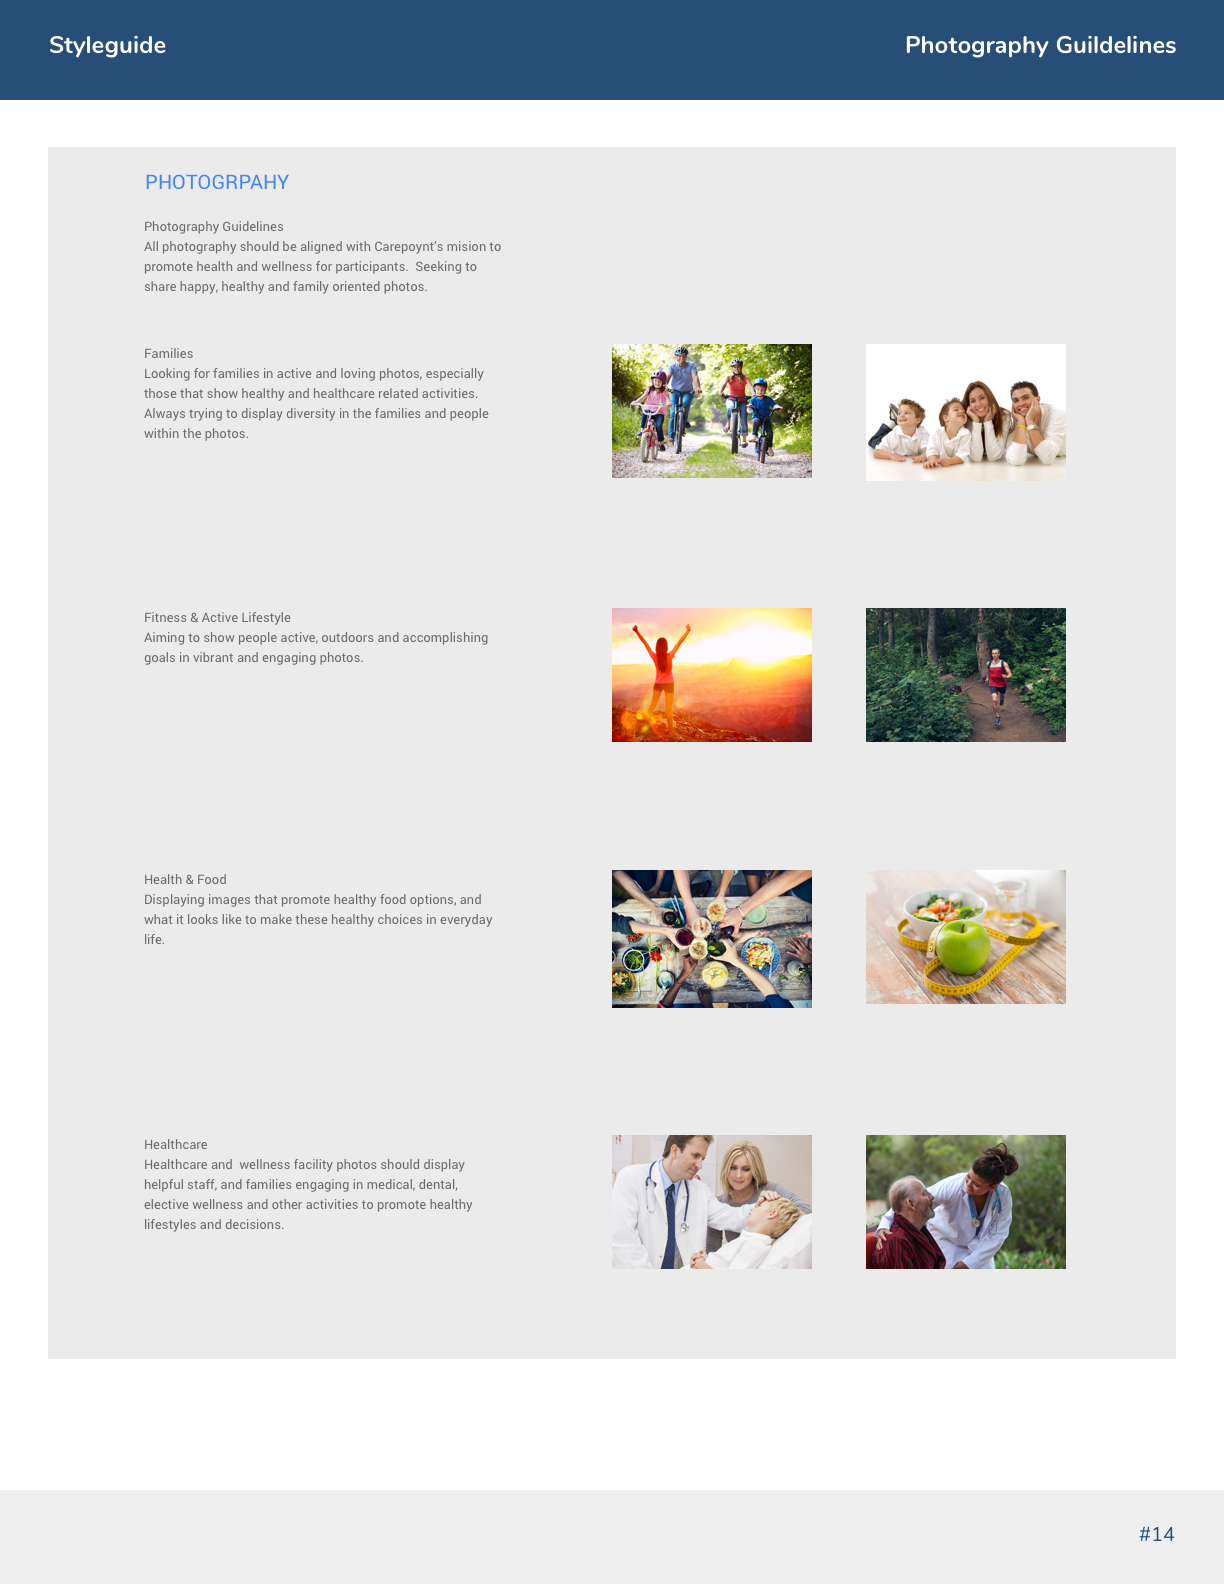 Styleguide
Photography Guildelines
PHOTOGRPAHY
Photography Guidelines
All photography should be aligned with Carepoynt's mision to
promote health and wellness for participants.  Seeking to
share happy, healthy and family oriented photos.
Families
Looking for families in active and loving photos, especially
those that show healthy and healthcare related activities.
Always trying to display diversity in the families and people
within the photos.
Fitness & Active Lifestyle
Aiming to show people active, outdoors and accomplishing
goals in vibrant and engaging photos.
Health & Food
Displaying images that promote healthy food options, and
what it looks like to make these healthy choices in everyday
life.
Healthcare
Healthcare and  wellness facility photos should display
helpful staff, and families engaging in medical, dental,
elective wellness and other activities to promote healthy
lifestyles and decisions.
#14